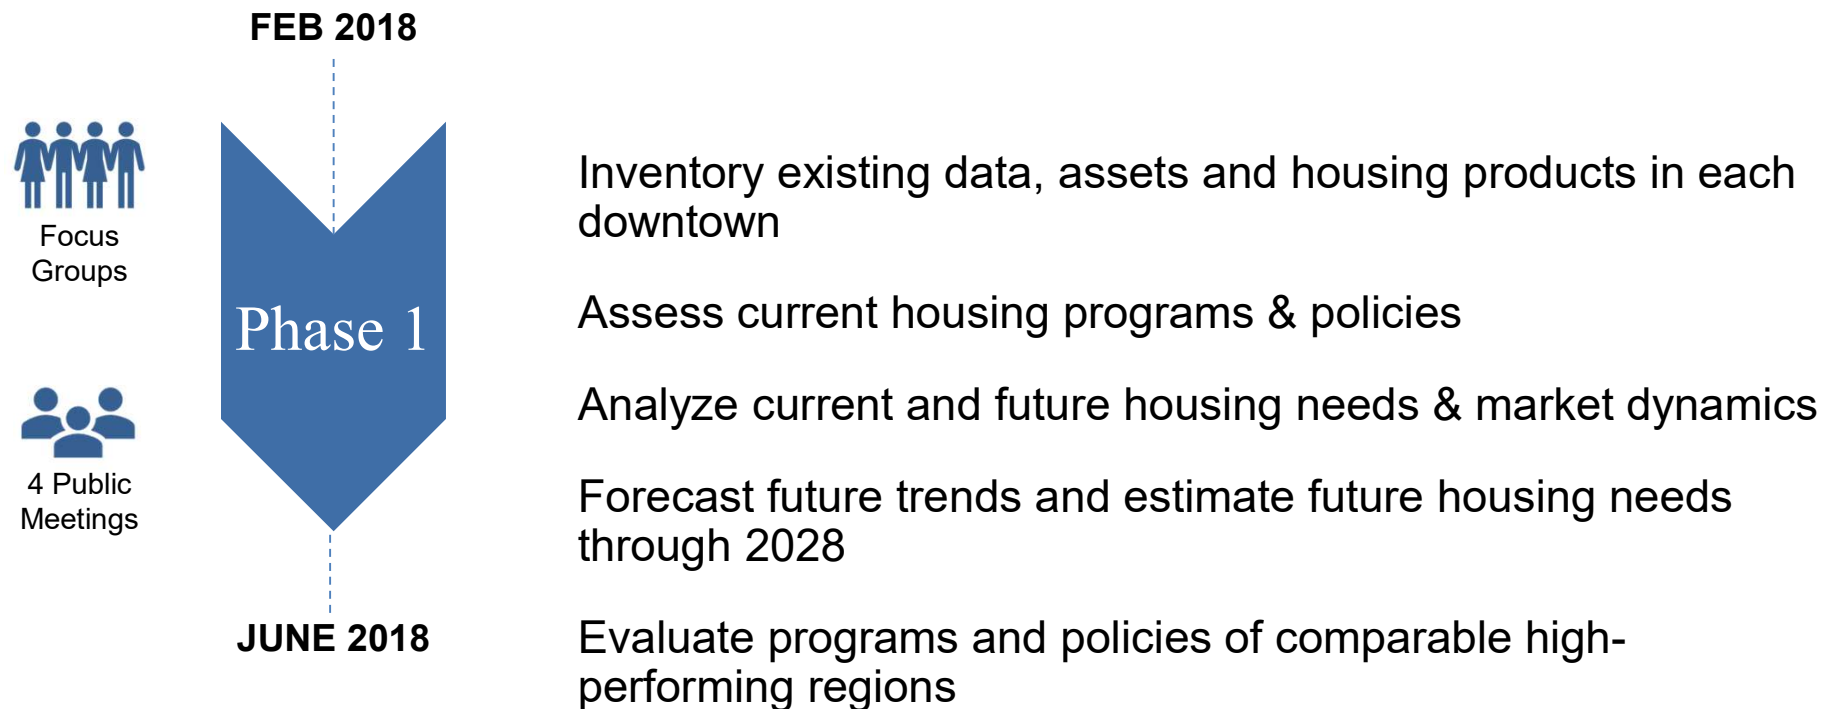 FEB 2018
Focus
Groups
Phase 1
4 Public
Meetings
JUNE 2018
Inventory existing data, assets and housing products in each
downtown
Assess current housing programs & policies
Analyze current and future housing needs & market dynamics
Forecast future trends and estimate future housing needs
through 2028
Evaluate programs and policies of comparable high-
performing regions